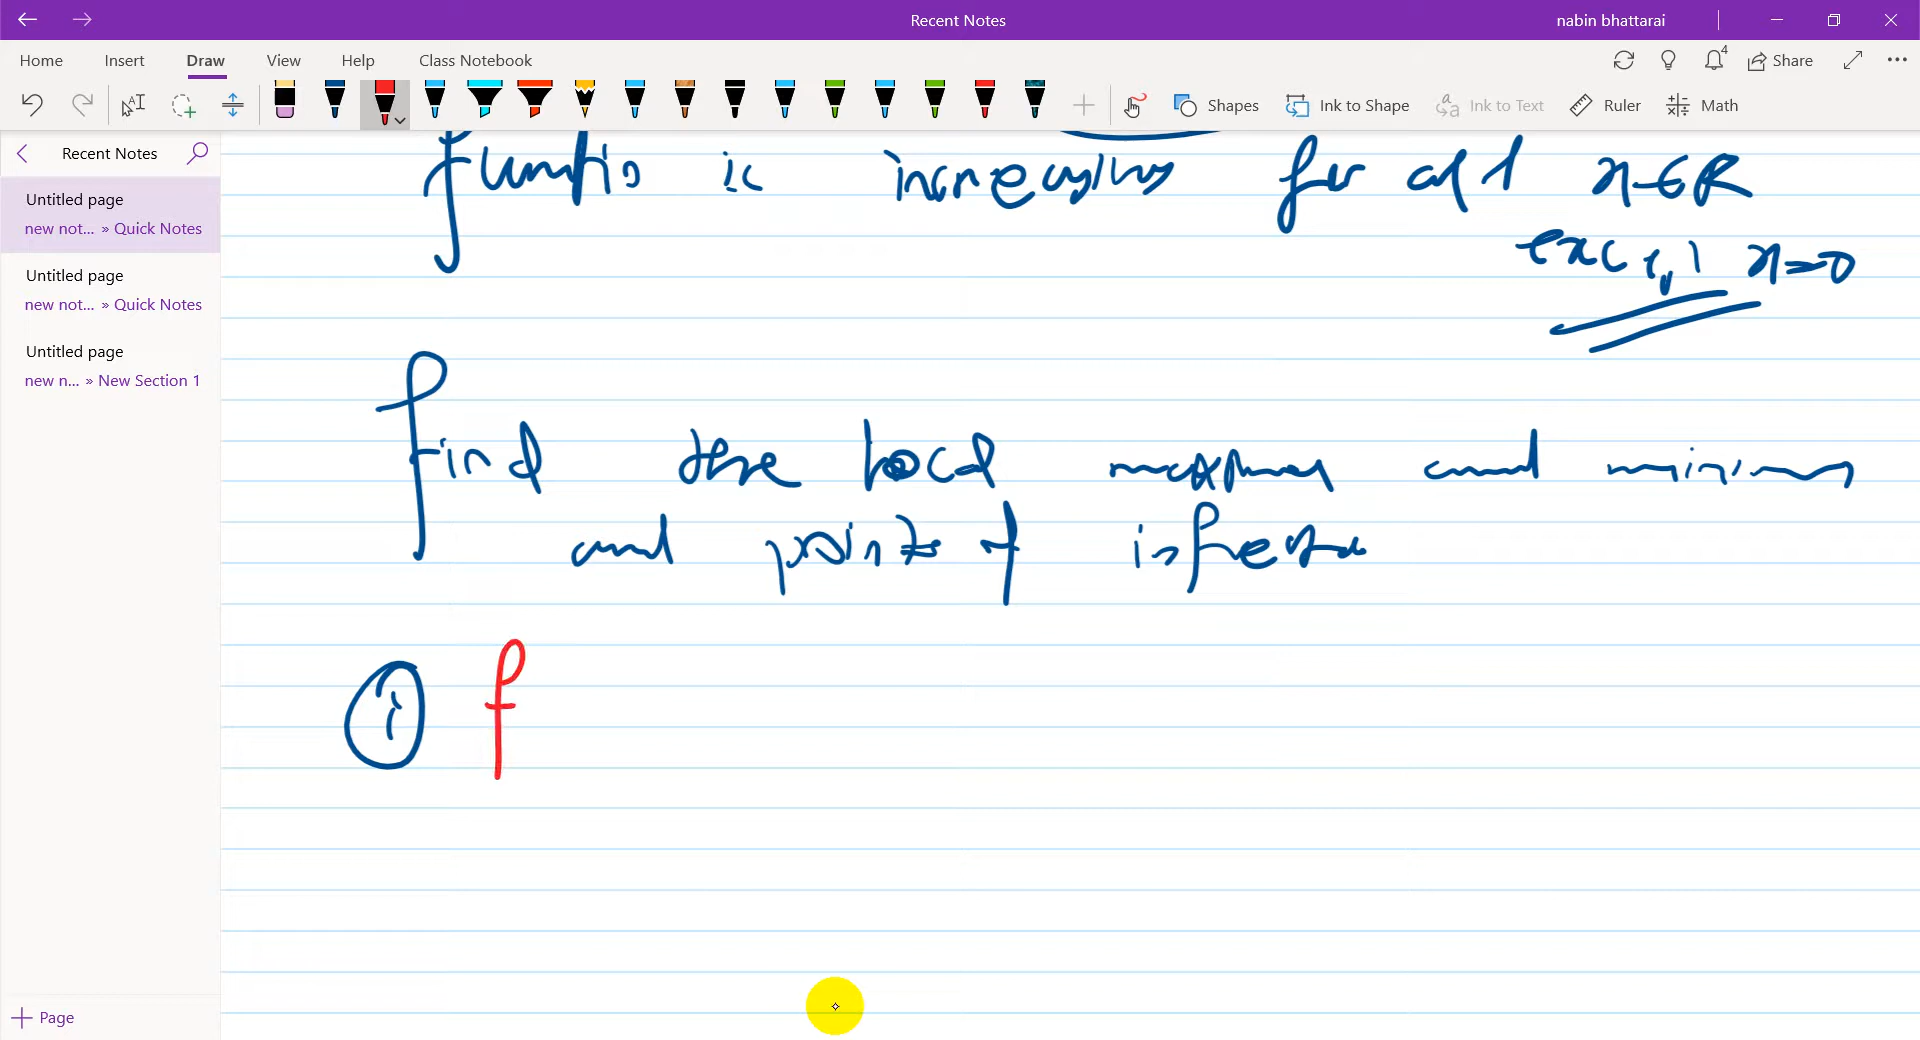 Recent Notes
nabin bhattarai
Home Insert Draw View Help Class Notebook
4
Share
Shapes Ink to Shape Ink to Text Ruler Math
Recent Notes
Untitled page
new not... » Quick Notes
Untitled page
new not... » Quick Notes
Untitled page
new n... » New Section 1
Page
function is increasing for all x∈R
except x=0
find the local maxima and minima
and points of inflection
i f